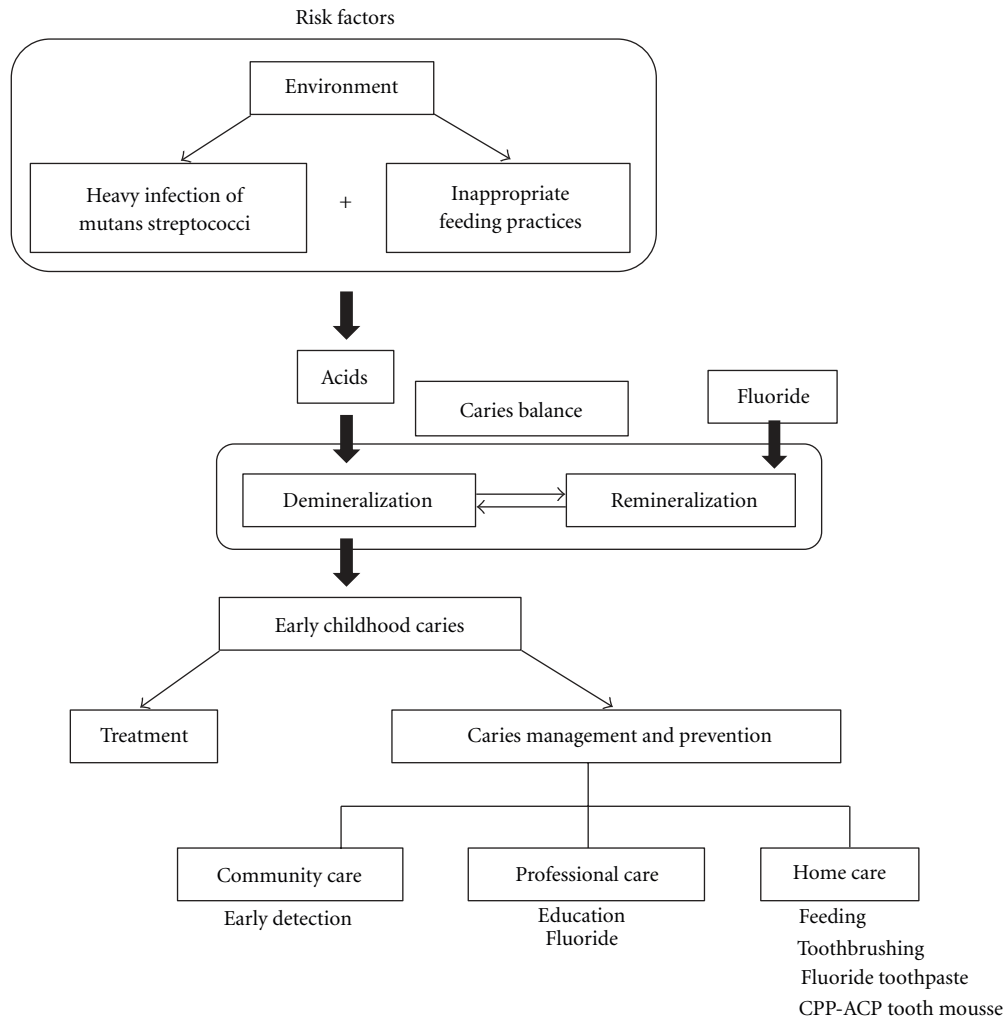 Risk factors
Environment
Heavy infection of
mutans streptococci
+
Inappropriate
feeding practices
Acids
Caries balance
Fluoride
Demineralization
Remineralization
Early childhood caries
Treatment
Caries management and prevention
Community care
Early detection
Professional care
Education
Fluoride
Home care
Feeding
Toothbrushing
Fluoride toothpaste
CPP-ACP tooth mousse